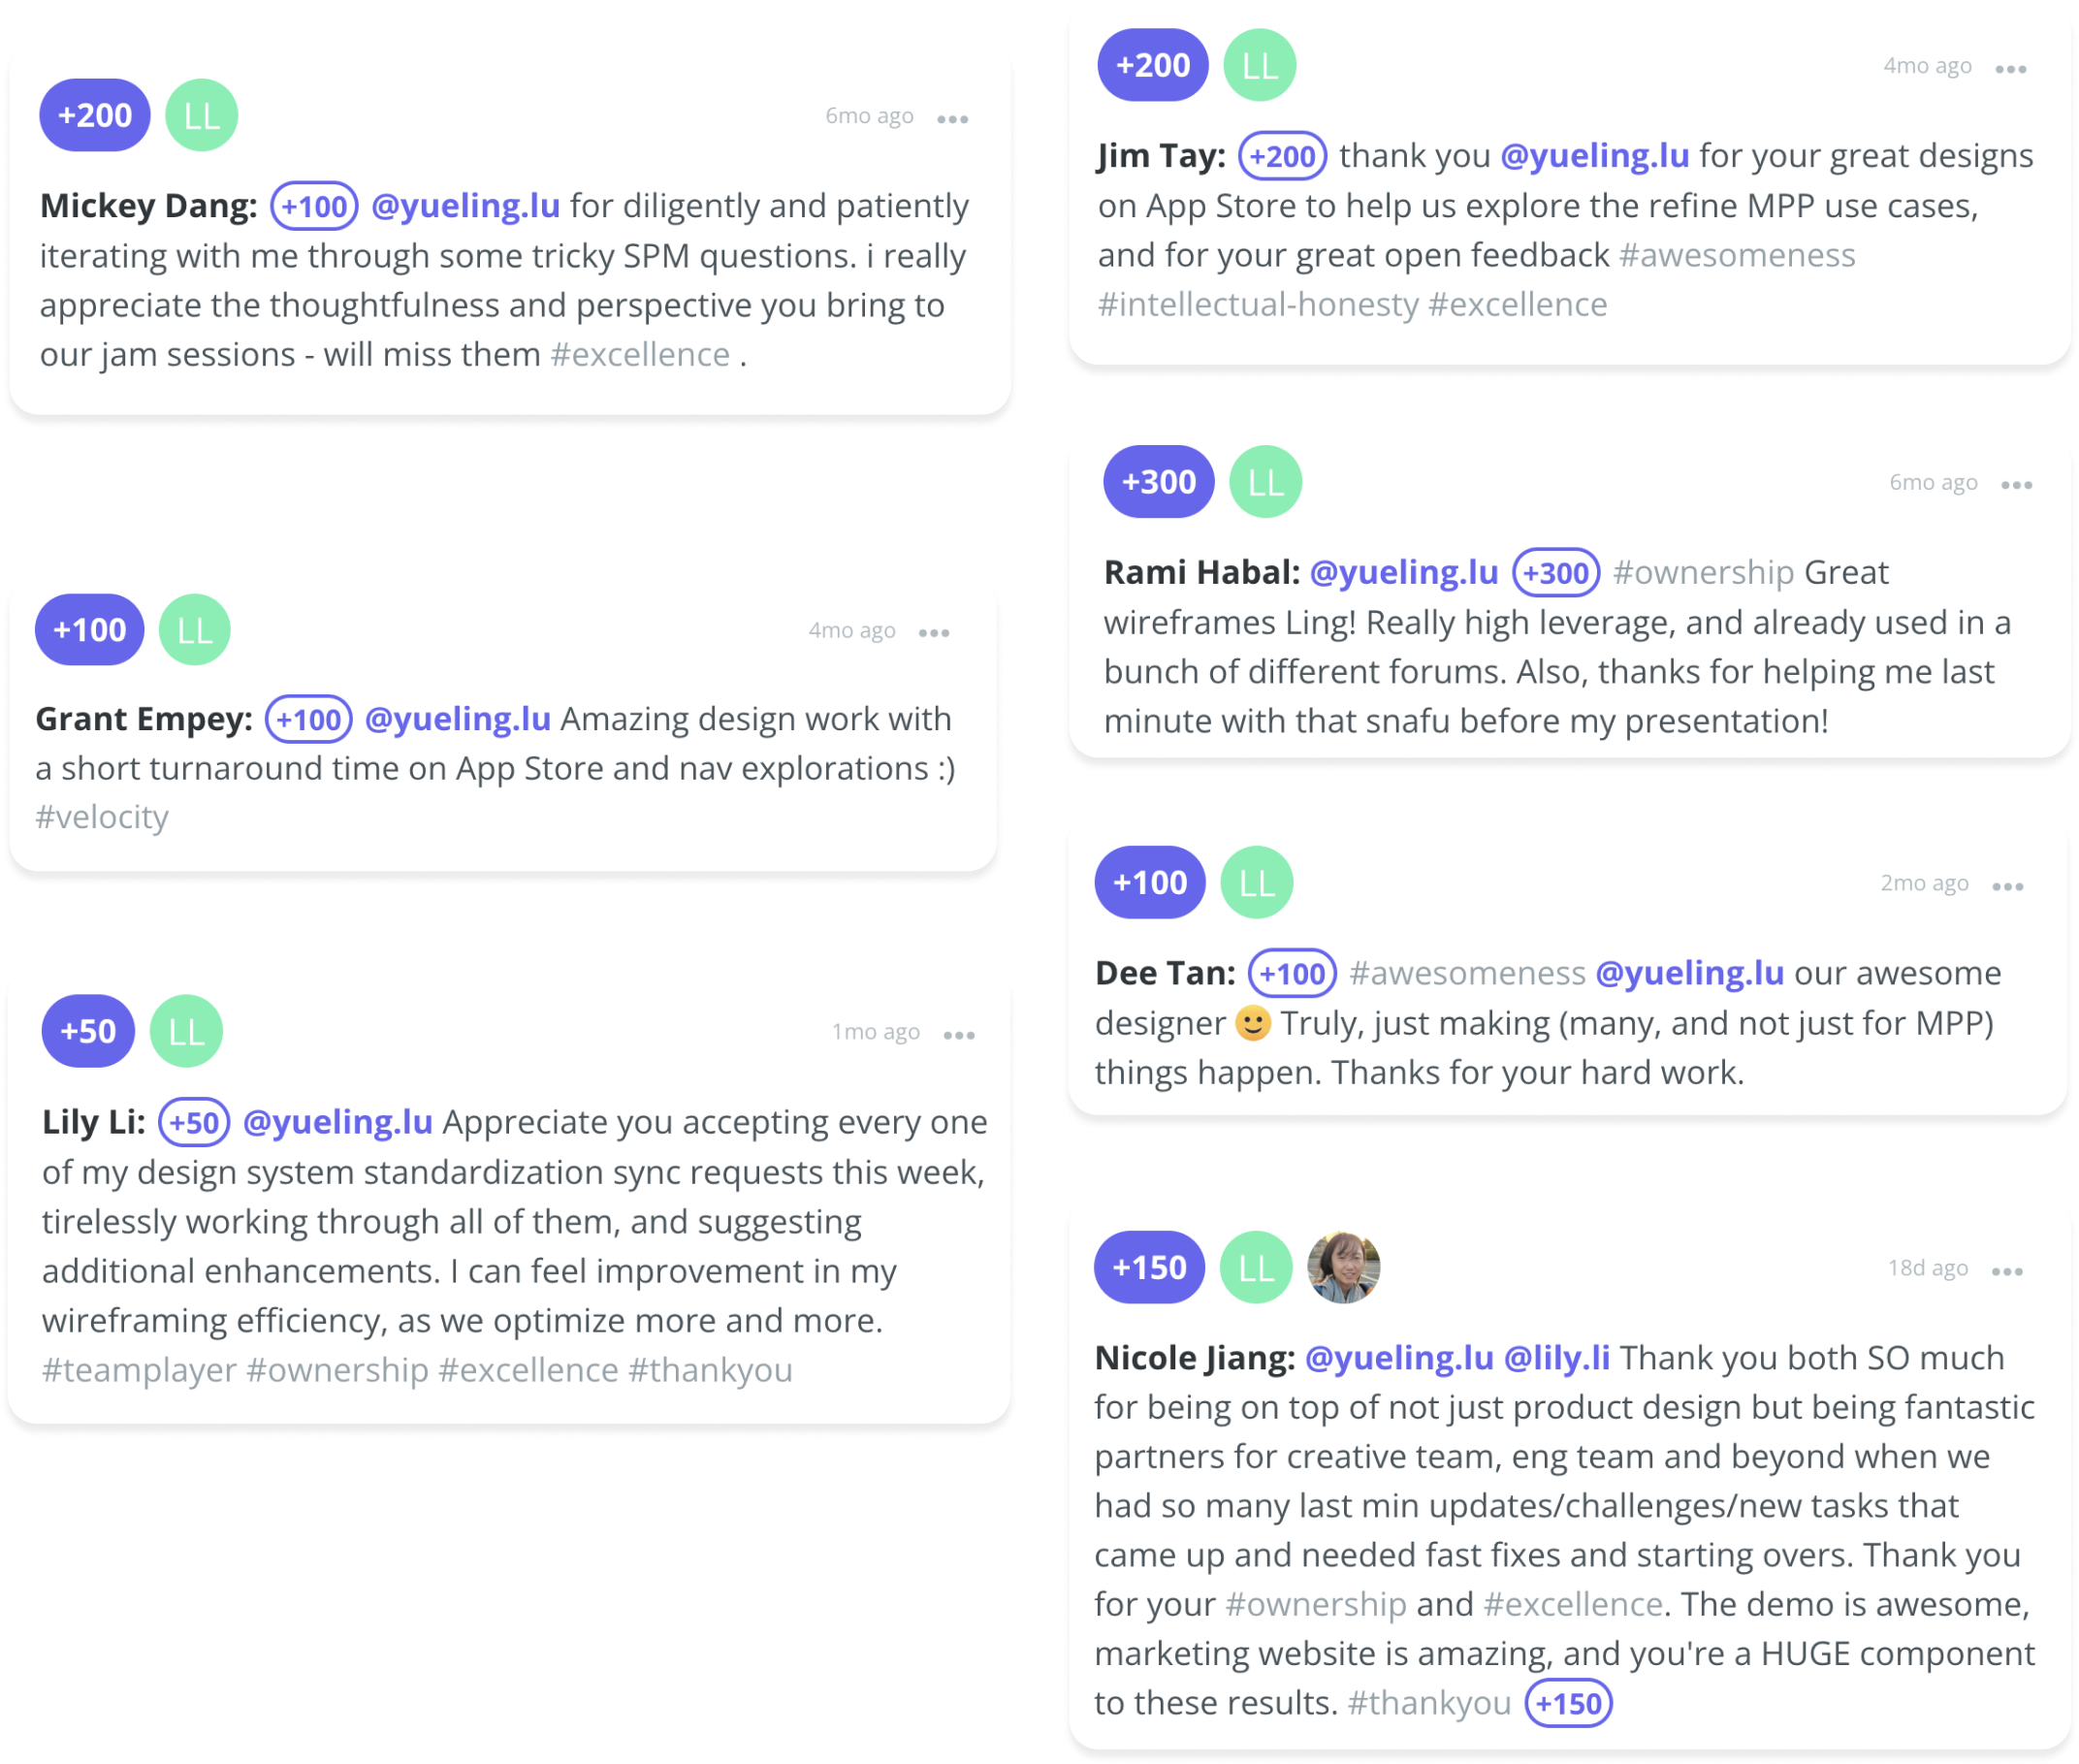 +200 LL 6mo ago
Mickey Dang: +100 @yueling.lu for diligently and patiently
iterating with me through some tricky SPM questions. i really
appreciate the thoughtfulness and perspective you bring to
our jam sessions - will miss them #excellence .
+100 LL 4mo ago
Grant Empey: +100 @yueling.lu Amazing design work with
a short turnaround time on App Store and nav explorations :)
#velocity
+50 LL 1mo ago
Lily Li: +50 @yueling.lu Appreciate you accepting every one
of my design system standardization sync requests this week,
tirelessly working through all of them, and suggesting
additional enhancements. I can feel improvement in my
wireframing efficiency, as we optimize more and more.
#teamplayer #ownership #excellence #thankyou
+200 LL 4mo ago
Jim Tay: +200 thank you @yueling.lu for your great designs
on App Store to help us explore the refine MPP use cases,
and for your great open feedback #awesomeness
#intellectual-honesty #excellence
+300 LL 6mo ago
Rami Habal: @yueling.lu +300 #ownership Great
wireframes Ling! Really high leverage, and already used in a
bunch of different forums. Also, thanks for helping me last
minute with that snafu before my presentation!
+100 LL 2mo ago
Dee Tan: +100 #awesomeness @yueling.lu our awesome
designer 🙂 Truly, just making (many, and not just for MPP)
things happen. Thanks for your hard work.
+150 LL 18d ago
Nicole Jiang: @yueling.lu @lily.li Thank you both SO much
for being on top of not just product design but being fantastic
partners for creative team, eng team and beyond when we
had so many last min updates/challenges/new tasks that
came up and needed fast fixes and starting overs. Thank you
for your #ownership and #excellence. The demo is awesome,
marketing website is amazing, and you're a HUGE component
to these results. #thankyou +150